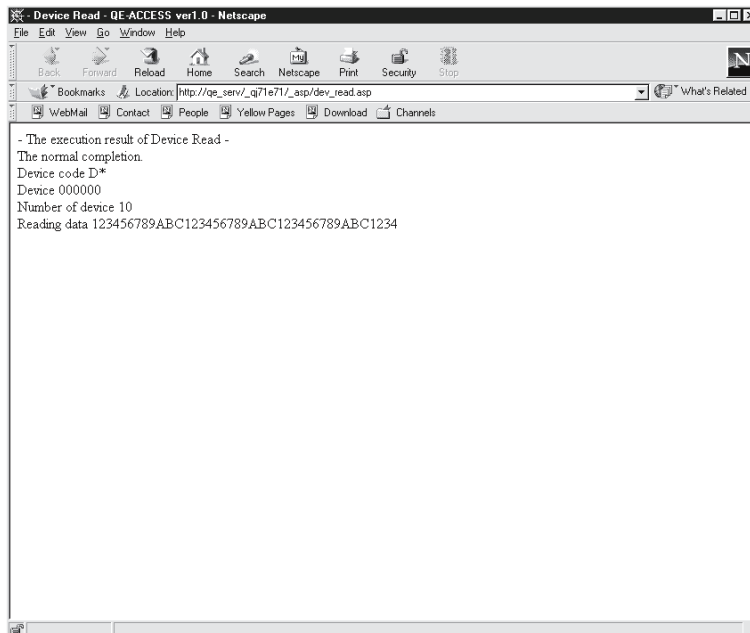 - Device Read - QE-ACCESS ver1.0 - Netscape
File Edit View Go Window Help
Back Forward Reload Home Search Netscape Print Security Stop
Bookmarks Location: http://qe_serv/_qj71e71/_asp/dev_read.asp What's Related
WebMail Contact People Yellow Pages Download Channels
- The execution result of Device Read -
The normal completion.
Device code D*
Device 000000
Number of device 10
Reading data 123456789ABC123456789ABC123456789ABC1234